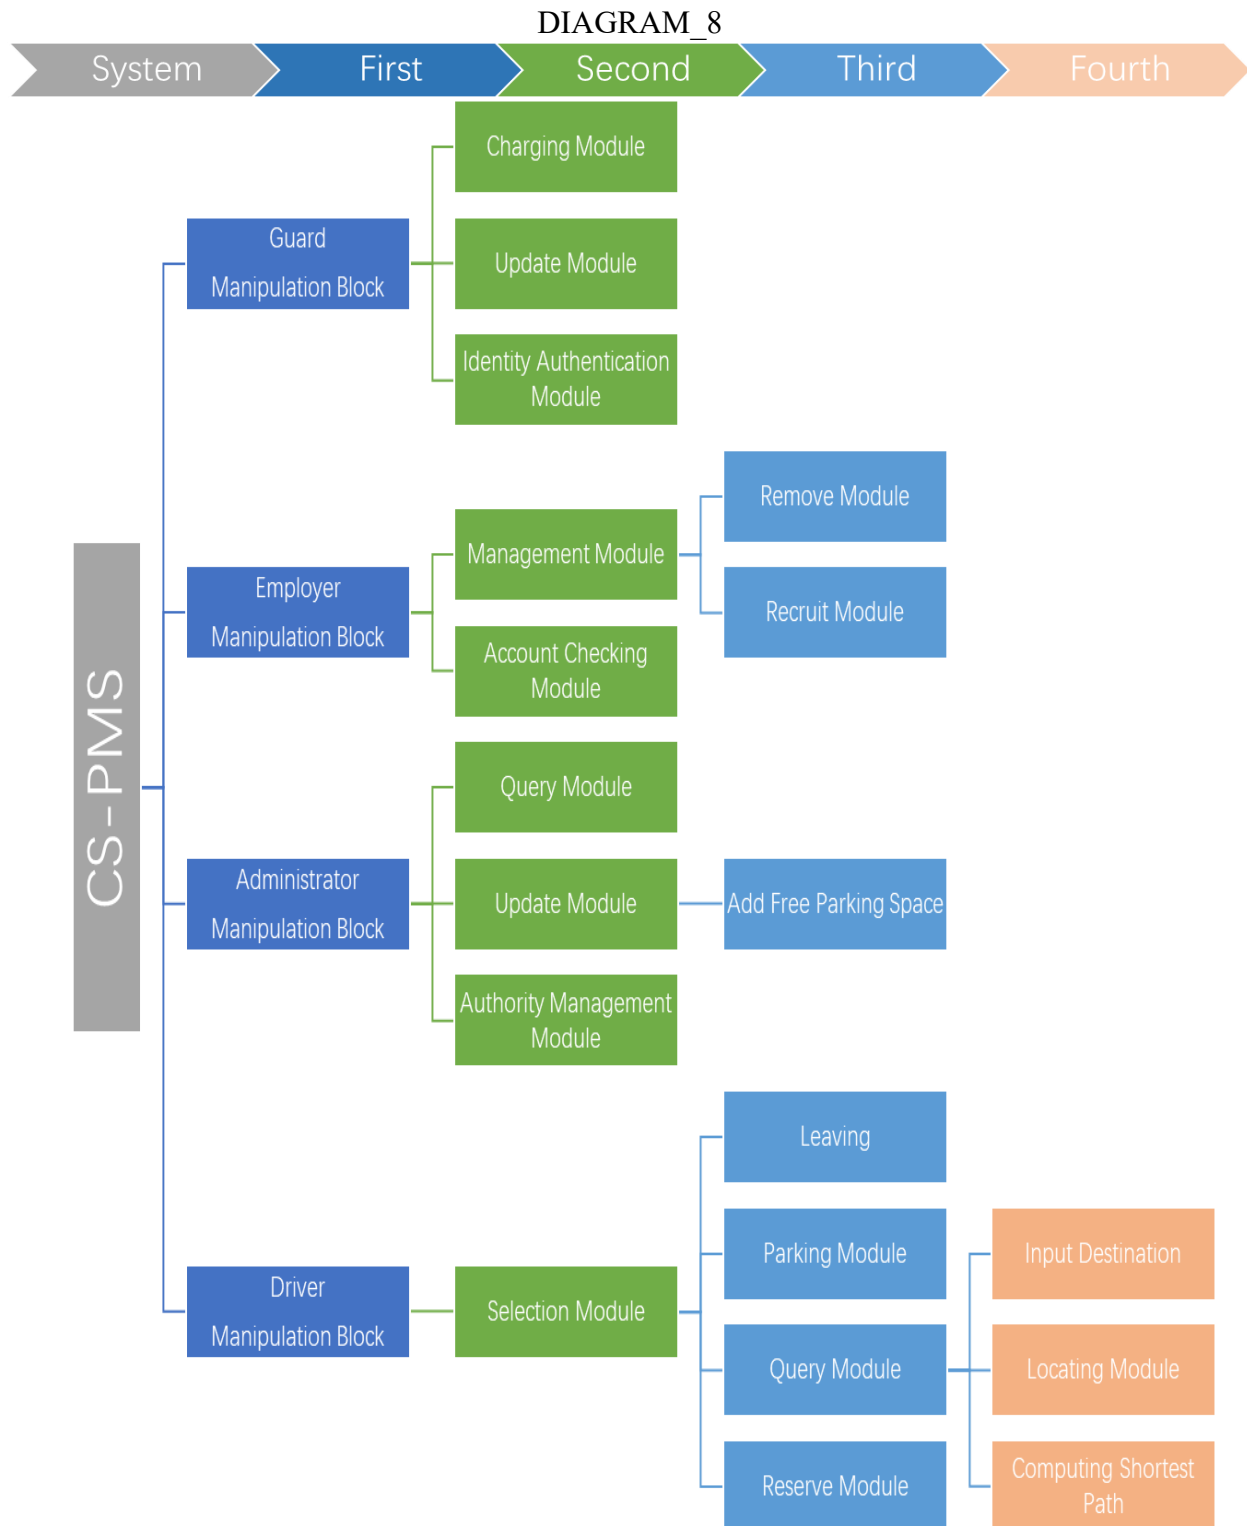 DIAGRAM_8
System
First
Second
Third
Fourth
Charging Module
Guard
Manipulation Block
Update Module
Identity Authentication
Module
Remove Module
Employer
Manipulation Block
Management Module
Recruit Module
Account Checking
Module
CS-PMS
Query Module
Administrator
Manipulation Block
Update Module
Add Free Parking Space
Authority Management
Module
Leaving
Parking Module
Input Destination
Driver
Manipulation Block
Selection Module
Query Module
Locating Module
Reserve Module
Computing Shortest
Path